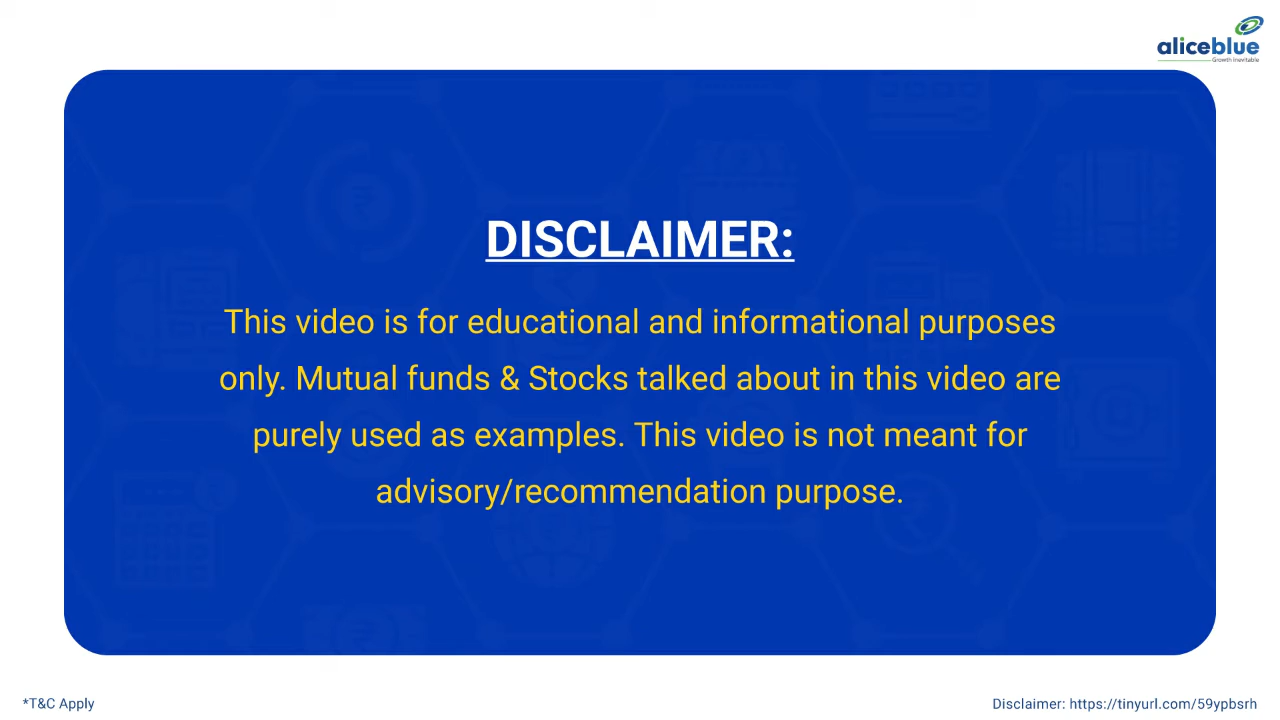 aliceblue
Growth Inevitable
DISCLAIMER:
This video is for educational and informational purposes
only. Mutual funds & Stocks talked about in this video are
purely used as examples. This video is not meant for
advisory/recommendation purpose.
*T&C Apply
Disclaimer: https://tinyurl.com/59ypbsrh